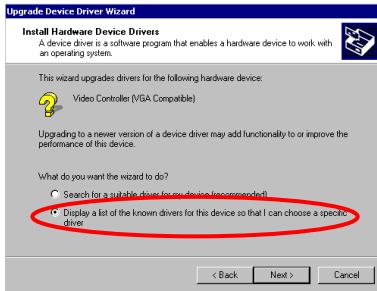 Upgrade Device Driver Wizard
Install Hardware Device Drivers
A device driver is a software program that enables a hardware device to work with
an operating system.
This wizard upgrades drivers for the following hardware device:
Video Controller (VGA Compatible)
Upgrading to a newer version of a device driver may add functionality to or improve the
performance of this device.
What do you want the wizard to do?
Search for a suitable driver for my device (recommended)
Display a list of the known drivers for this device so that I can choose a specific
driver
< Back
Next >
Cancel